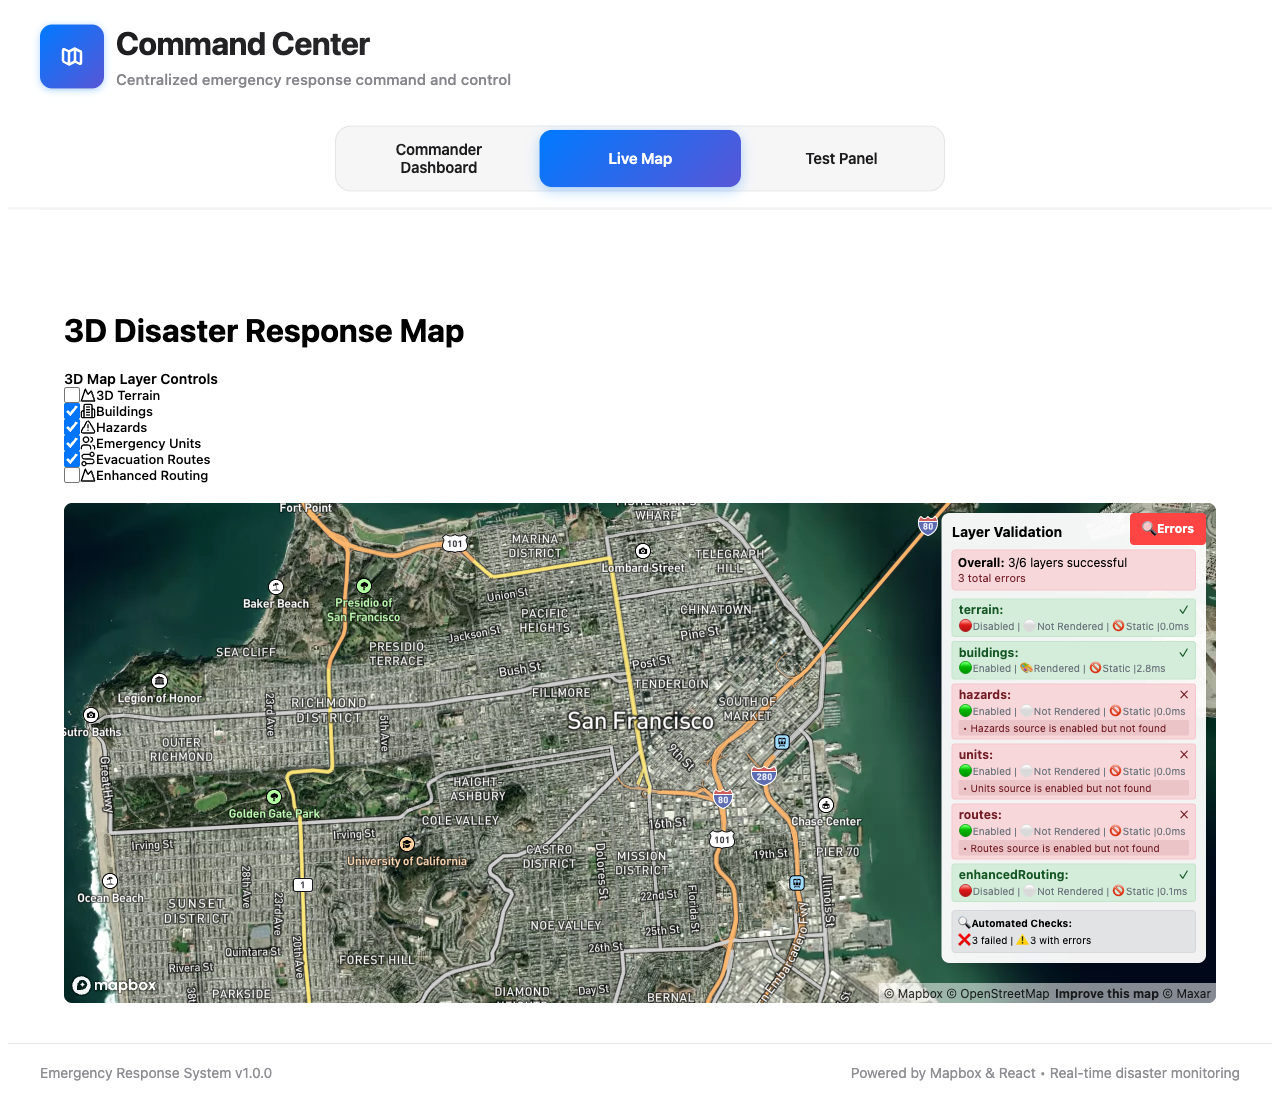 Command Center
Centralized emergency response command and control
Commander
Dashboard
Live Map
Test Panel
3D Disaster Response Map
3D Map Layer Controls
3D Terrain
Buildings
Hazards
Emergency Units
Evacuation Routes
Enhanced Routing
Fort Point
WHARF
MARINA
DISTRICT
TELEGRAPH
HILL
101
80
Lombard Street
Baker Beach
Presidio of
San Francisco
Union St
PACIFIC
HEIGHTS
CHINATOWN
Jackson St
Pine St
SEA CLIFF
PRESIDIO
TERRACE
Bush St
Post St
Legion of Honor
FILLMORE
TENDERLOIN
23rd Ave
RICHMOND
DISTRICT
5th Ave
SOUTH OF
MARKET
San Francisco
Sutro Baths
OUTER
RICHMOND
9th St
Great Hwy
HAIGHT-
ASHBURY
280
80
Golden Gate Park
COLE VALLEY
16th St
Chase Center
Irving St
Irving St
101
University of California
CASTRO
DISTRICT
Dolores St
MISSION
DISTRICT
19th St
PIER 70
Ocean Beach
1
28th Ave
23rd Ave
SUNSET
DISTRICT
22nd St
Florida St
Illinois St
20th Ave
NOE VALLEY
25th St
Quintara St
26th St
FOREST HILL
Rivera St
PARKSIDE
DIAMOND
HEIGHTS
Day St
BERNAL
Embarcadero Fwy
mapbox
Layer Validation
Errors
Overall: 3/6 layers successful
3 total errors
terrain: ✓
Disabled | Not Rendered | Static |0.0ms
buildings: ✓
Enabled | Rendered | Static |2.8ms
hazards: ✗
Enabled | Not Rendered | Static |0.0ms
• Hazards source is enabled but not found
units: ✗
Enabled | Not Rendered | Static |0.0ms
• Units source is enabled but not found
routes: ✗
Enabled | Not Rendered | Static |0.0ms
• Routes source is enabled but not found
enhancedRouting: ✓
Disabled | Not Rendered | Static |0.1ms
Automated Checks:
3 failed | 3 with errors
© Mapbox © OpenStreetMap Improve this map © Maxar
Emergency Response System v1.0.0
Powered by Mapbox & React • Real-time disaster monitoring